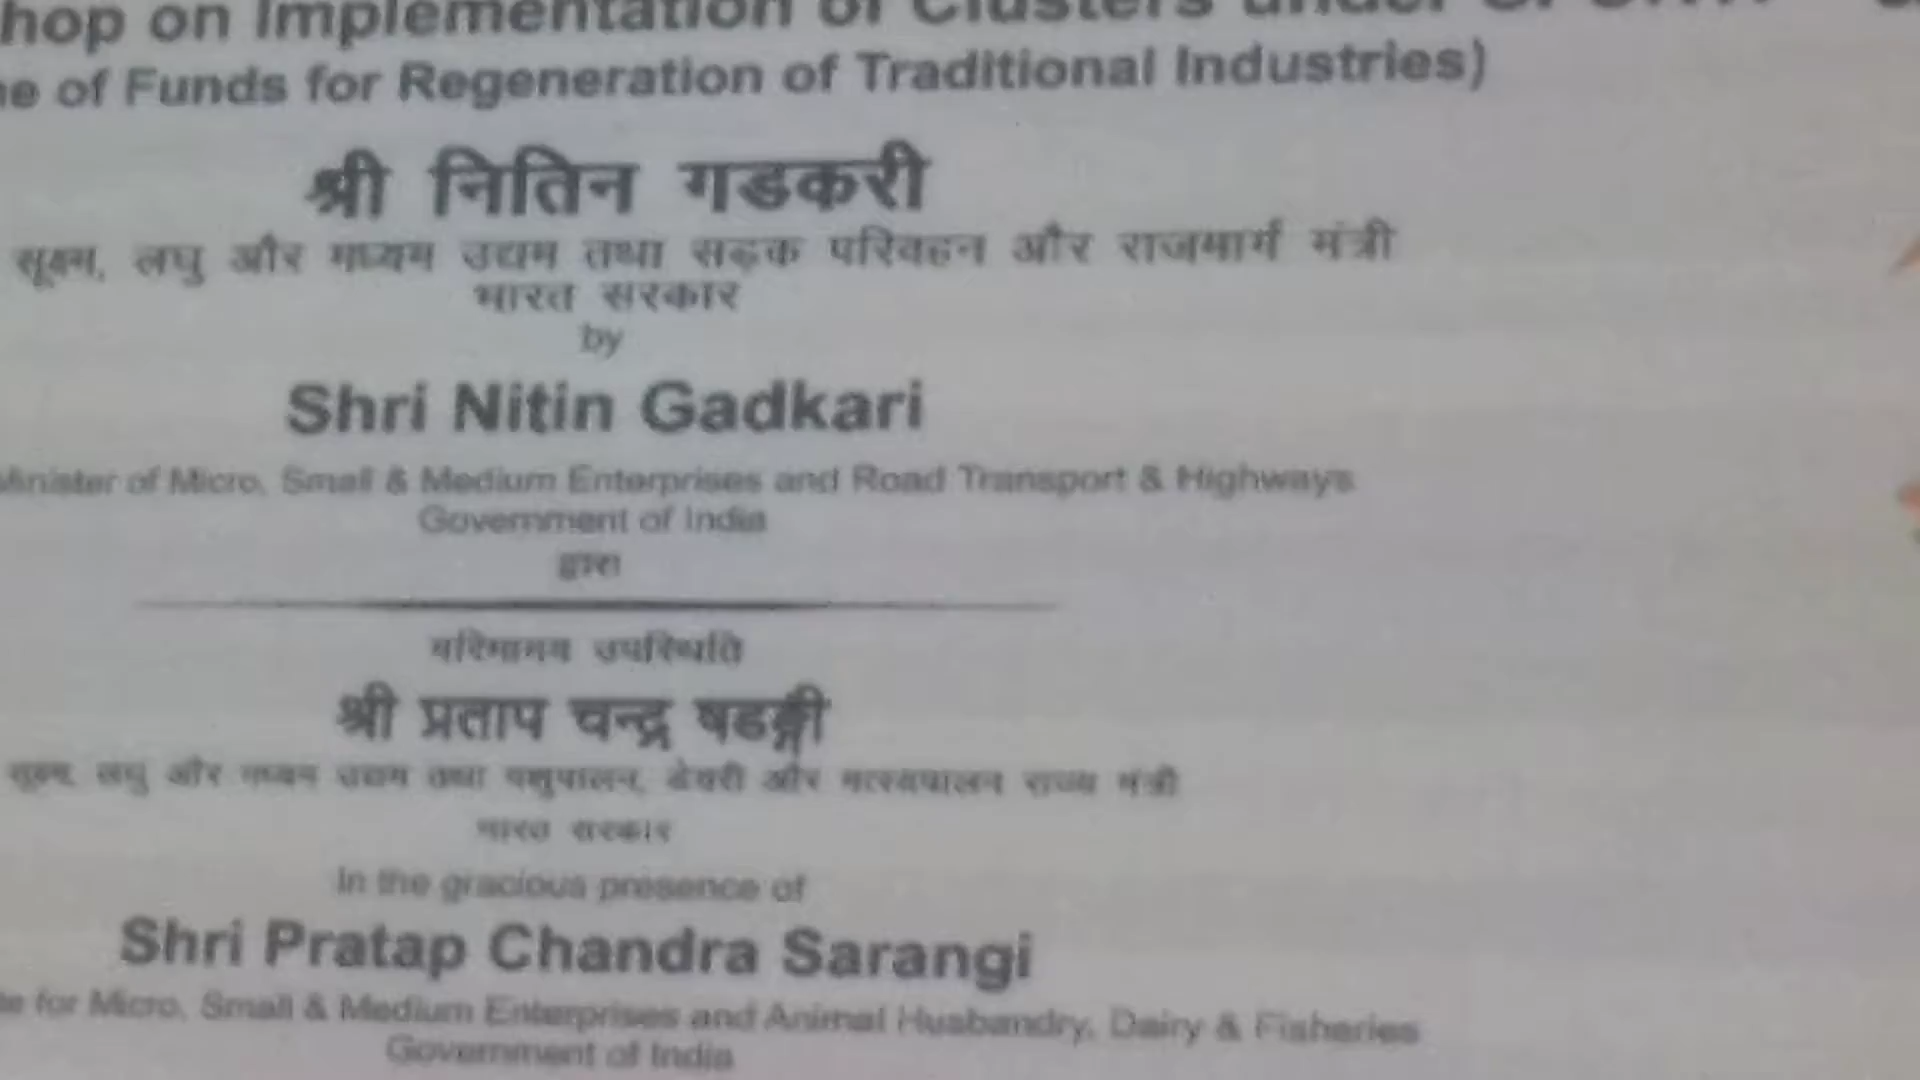 hop on Implementation of Clusters under
e of Funds for Regeneration of Traditional Industries)
श्री नितिन गडकरी
सूक्ष्म, लघु और मध्यम उद्यम तथा सड़क परिवहन और राजमार्ग मंत्री
भारत सरकार
by
Shri Nitin Gadkari
Minister of Micro, Small & Medium Enterprises and Road Transport & Highways
Government of India
द्वारा
गरिमामय उपस्थिति
श्री प्रताप चन्द्र षडङ्गी
सूक्ष्म, लघु और मध्यम उद्यम तथा पशुपालन, डेयरी और मत्स्यपालन राज्य मंत्री
भारत सरकार
In the gracious presence of
Shri Pratap Chandra Sarangi
te for Micro, Small & Medium Enterprises and Animal Husbandry, Dairy & Fisheries
Government of India